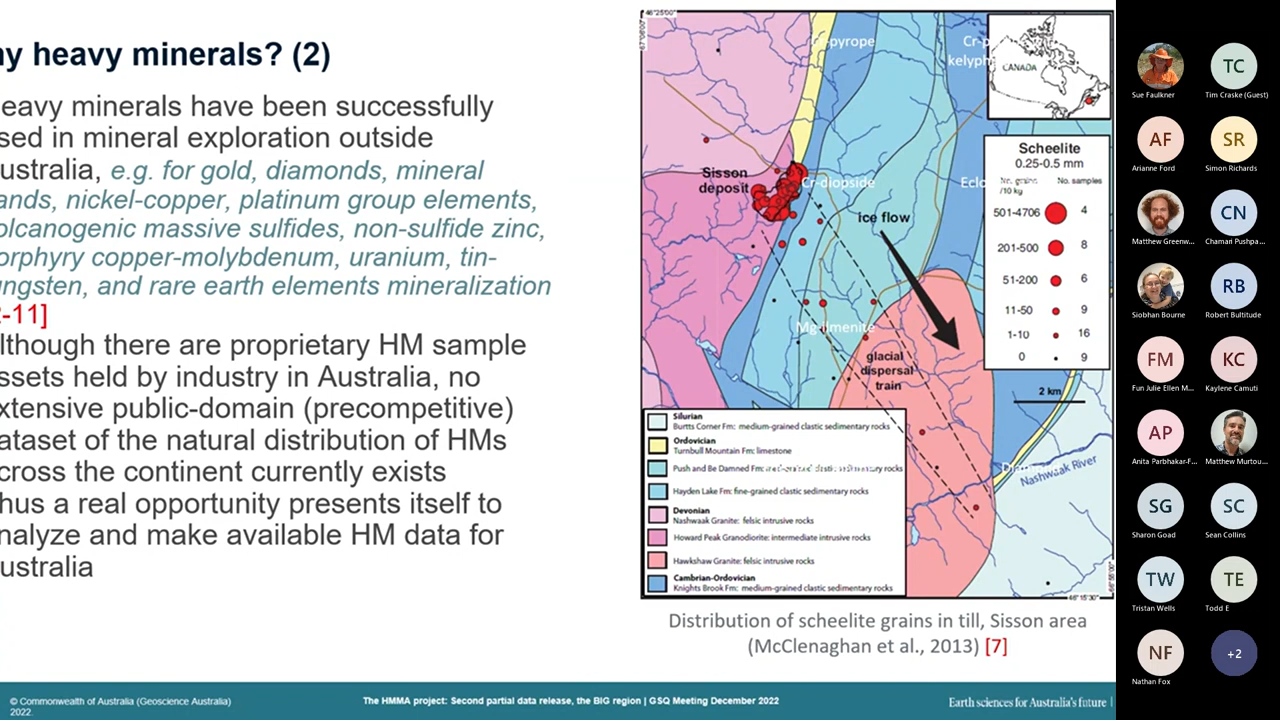 ny heavy minerals? (2)
eavy minerals have been successfully
sed in mineral exploration outside
ustralia, e.g. for gold, diamonds, mineral
ands, nickel-copper, platinum group elements,
olcanogenic massive sulfides, non-sulfide zinc,
orphyry copper-molybdenum, uranium, tin-
ngsten, and rare earth elements mineralization
-11]
lthough there are proprietary HM sample
ssets held by industry in Australia, no
xtensive public-domain (precompetitive)
ataset of the natural distribution of HMs
cross the continent currently exists
hus a real opportunity presents itself to
nalyze and make available HM data for
ustralia
46°25'00"
-pyrope
CANADA
Scheelite
0.25-0.5 mm
No. grains /10 kg No. samples
501-4706 4
201-500 8
51-200 6
11-50 9
1-10 16
0 9
Sisson
deposit
Cr-diopside
ice flow
Mg-ilmenite
glacial
dispersal
train
2 km
Nashwaak River
Silurian
Burtts Corner Fm: medium-grained clastic sedimentary rocks
Ordovician
Turnbull Mountain Fm: limestone
Push and Be Damned Fm: clastic sedimentary rocks
Hayden Lake Fm: fine-grained clastic sedimentary rocks
Devonian
Nashwaak Granite: felsic intrusive rocks
Howard Peak Granodiorite: intermediate intrusive rocks
Hawkshaw Granite: felsic intrusive rocks
Cambrian-Ordovician
Knights Brook Fm: medium-grained clastic sedimentary rocks
46°15'30"
Distribution of scheelite grains in till, Sisson area
(McClenaghan et al., 2013) [7]
© Commonwealth of Australia (Geoscience Australia)
2022.
The HMMA project: Second partial data release, the BIG region | GSQ Meeting December 2022
Earth sciences for Australia's future |
Sue Faulkner
TC
Tim Craske (Guest)
AF
Arianne Ford
SR
Simon Richards
Matthew Greenw...
CN
Chamari Pushpa...
Siobhan Bourne
RB
Robert Bultitude
FM
Fun Julie Ellen M...
KC
Kaylene Camuti
AP
Anita Parbhakar-F...
Matthew Murtou...
SG
Sharon Goad
SC
Sean Collins
TW
Tristan Wells
TE
Todd E
NF
Nathan Fox
+2